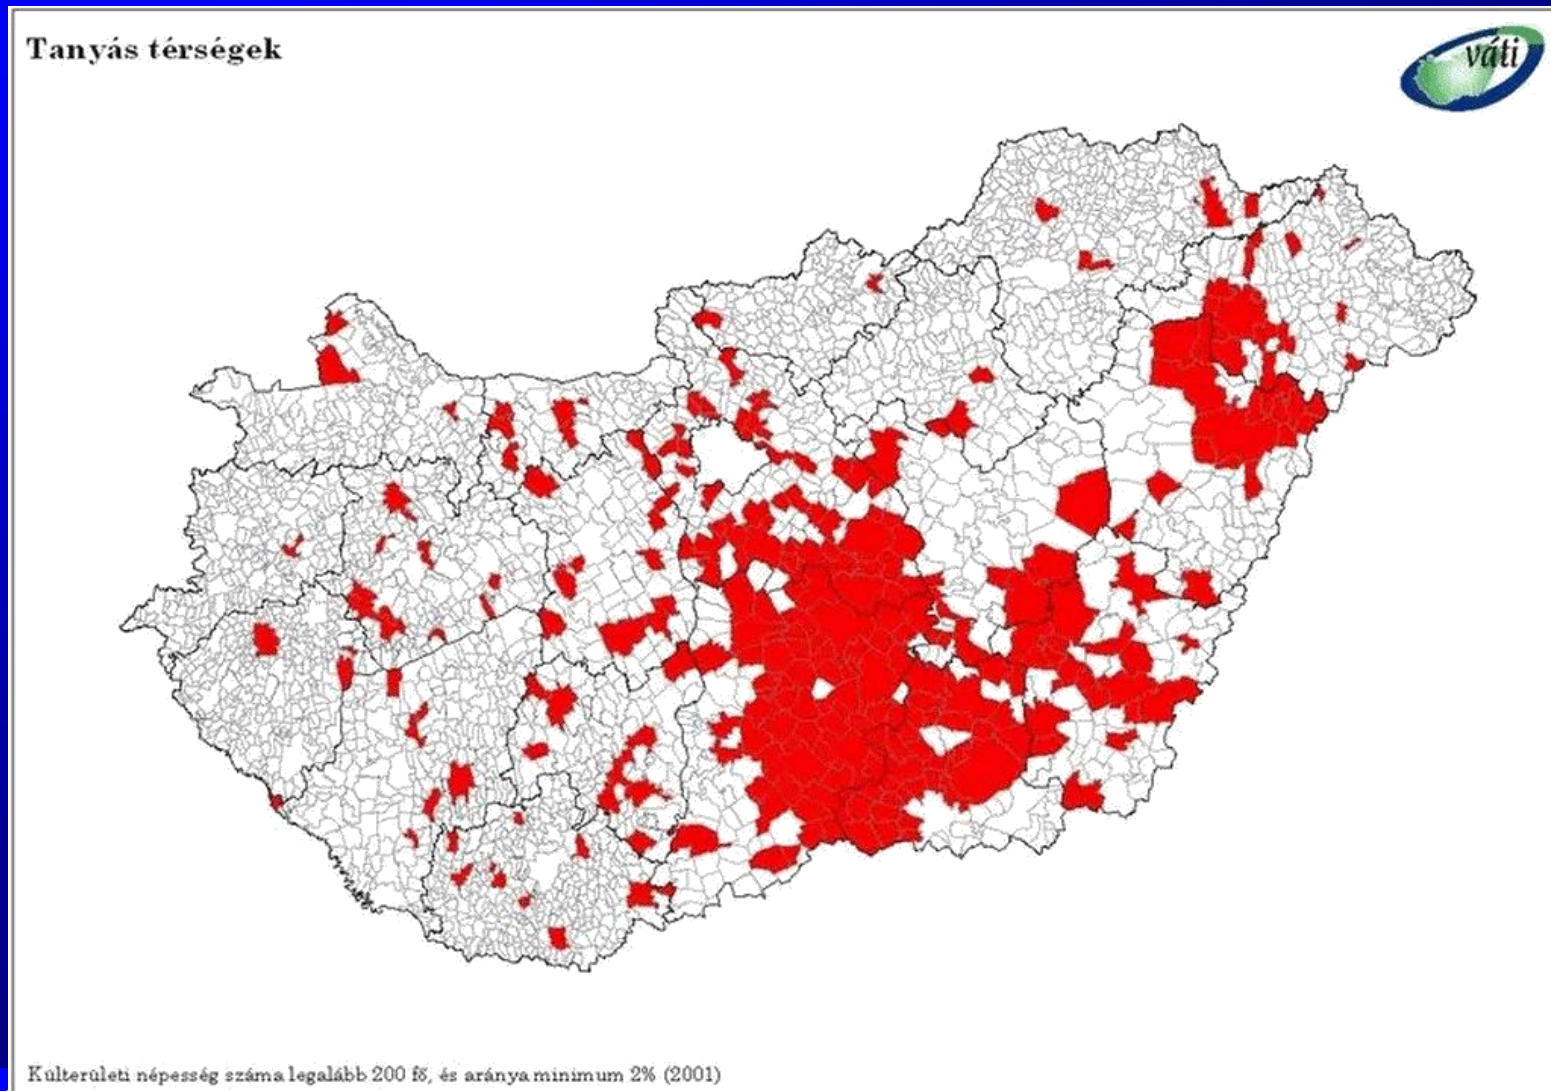 Tanyás térségek
váti
Külterületi népesség száma legalább 200 fő, és aránya minimum 2% (2001)